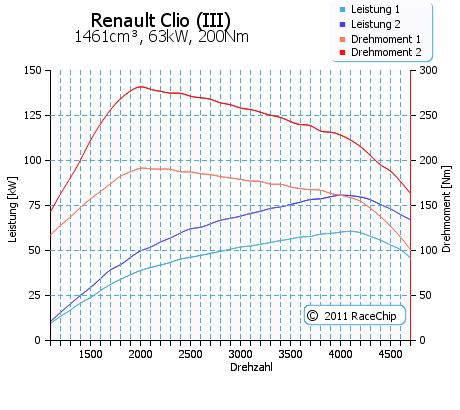 Renault Clio (III)
1461cm³, 63kW, 200Nm
Leistung 1
Leistung 2
Drehmoment 1
Drehmoment 2
150
125
100
75
50
25
0
Leistung [kW]
300
250
200
150
100
50
0
Drehmoment [Nm]
© 2011 RaceChip
1500 2000 2500 3000 3500 4000 4500
Drehzahl